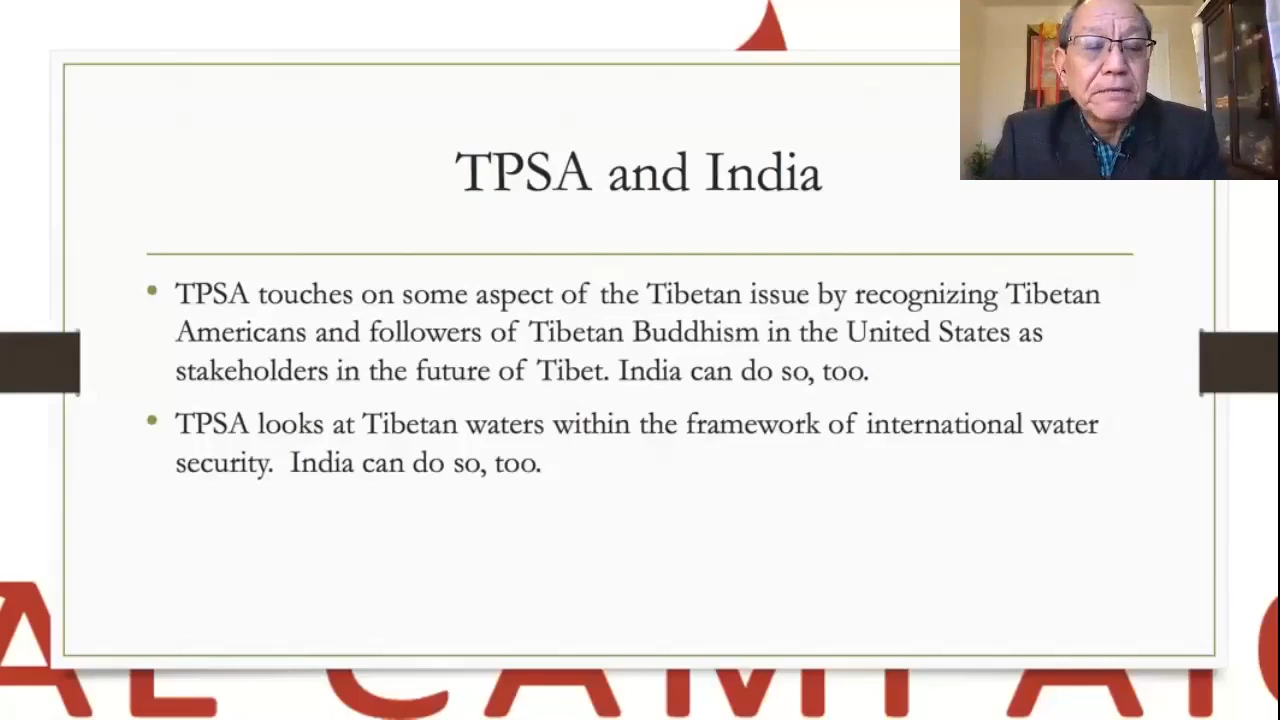 TPSA and India
• TPSA touches on some aspect of the Tibetan issue by recognizing Tibetan
Americans and followers of Tibetan Buddhism in the United States as
stakeholders in the future of Tibet. India can do so, too.
• TPSA looks at Tibetan waters within the framework of international water
security.  India can do so, too.
AL CAMPAIG